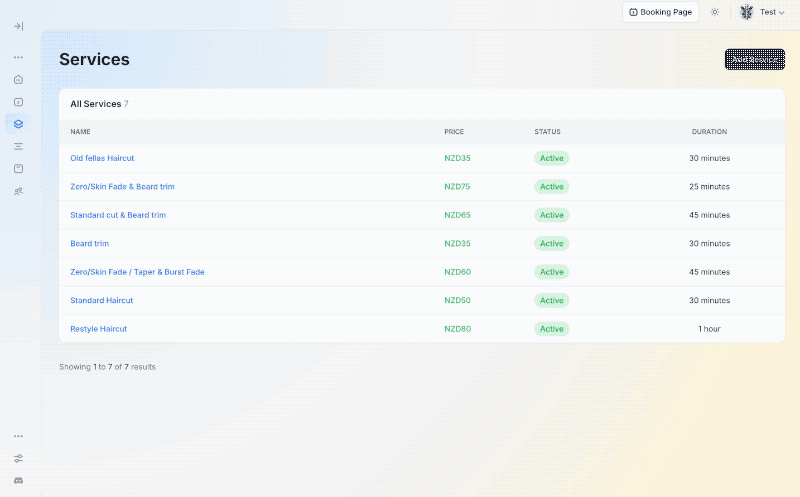 Booking Page
Test
Services
Add Service
All Services 7
NAME PRICE STATUS DURATION
Old fellas Haircut NZD35 Active 30 minutes
Zero/Skin Fade & Beard trim NZD75 Active 25 minutes
Standard cut & Beard trim NZD65 Active 45 minutes
Beard trim NZD35 Active 30 minutes
Zero/Skin Fade / Taper & Burst Fade NZD60 Active 45 minutes
Standard Haircut NZD50 Active 30 minutes
Restyle Haircut NZD80 Active 1 hour
Showing 1 to 7 of 7 results